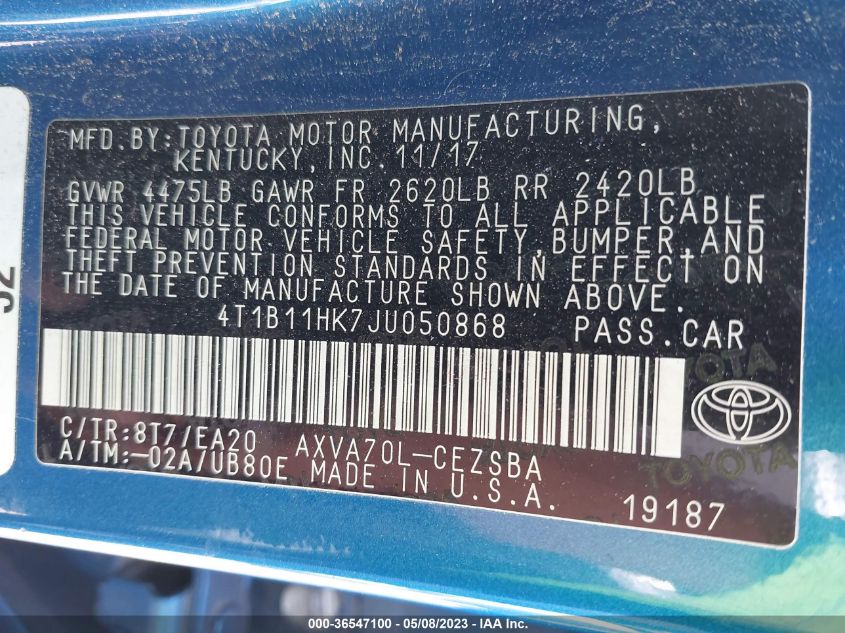 MFD.BY:TOYOTA MOTOR MANUFACTURING,
KENTUCKY, INC. 11/17
GVWR 4475LB GAWR FR 2620LB RR 2420LB
THIS VEHICLE CONFORMS TO ALL APPLICABLE
FEDERAL MOTOR VEHICLE SAFETY, BUMPER, AND
THEFT PREVENTION STANDARDS IN EFFECT ON
THE DATE OF MANUFACTURE SHOWN ABOVE.
4T1B11HK7JU050868 PASS.CAR
C/TR:8T7/EA20 AXVA70L-CEZSBA
A/TM:-02A/UB80E MADE IN U.S.A.
19187
TOYOTA
TOYOTA
52
000-36547100 - 05/08/2023 - IAA Inc.